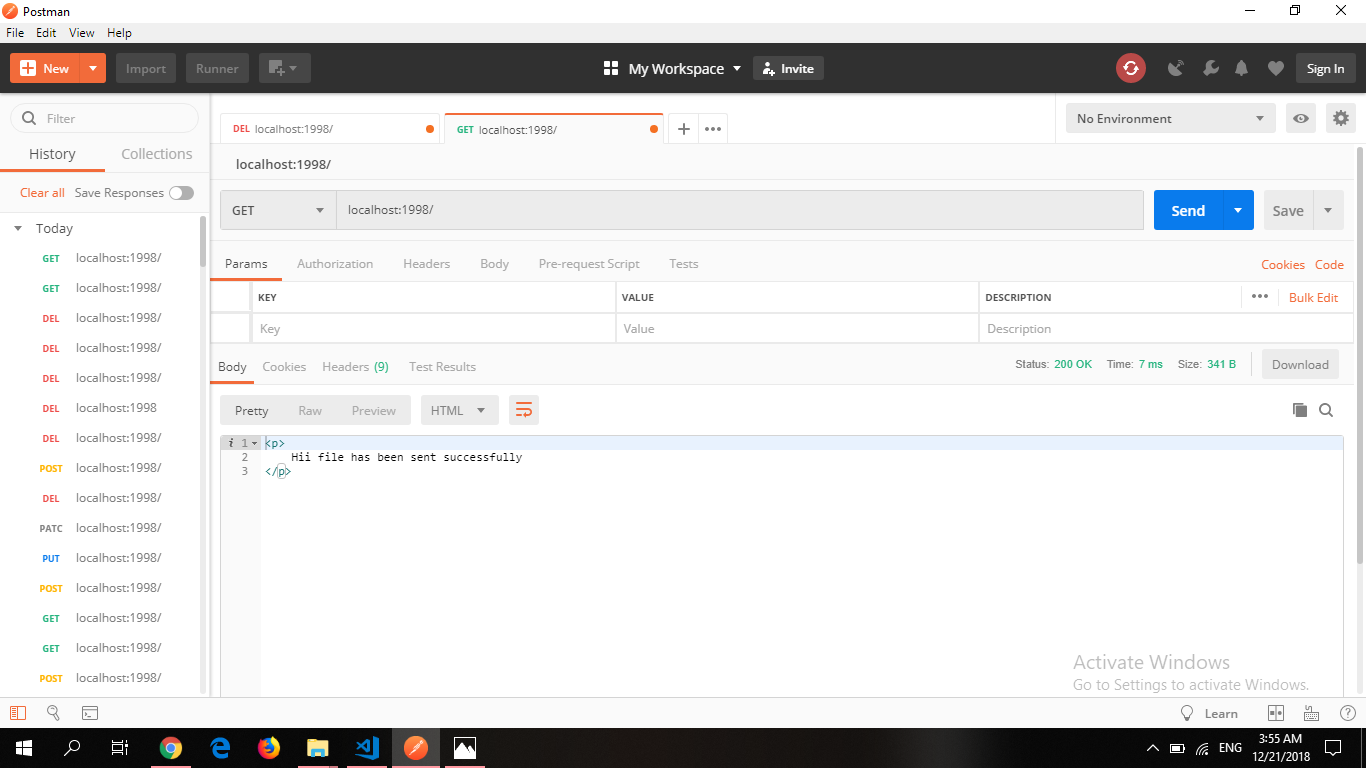 Postman
File Edit View Help
New Import Runner My Workspace Invite Sign In
Filter
History Collections
Clear all Save Responses
Today
GET localhost:1998/
GET localhost:1998/
DEL localhost:1998/
DEL localhost:1998/
DEL localhost:1998/
DEL localhost:1998
DEL localhost:1998/
POST localhost:1998/
DEL localhost:1998/
PATC localhost:1998/
PUT localhost:1998/
POST localhost:1998/
GET localhost:1998/
GET localhost:1998/
POST localhost:1998/
DEL localhost:1998/ GET localhost:1998/ No Environment
localhost:1998/
GET localhost:1998/ Send Save
Params Authorization Headers Body Pre-request Script Tests Cookies Code
KEY VALUE DESCRIPTION Bulk Edit
Key Value Description
Body Cookies Headers (9) Test Results Status: 200 OK Time: 7 ms Size: 341 B Download
Pretty Raw Preview HTML
i 1 <p>
2 Hii file has been sent successfully
3 </p>
Activate Windows
Go to Settings to activate Windows.
Learn
ENG 3:55 AM
12/21/2018